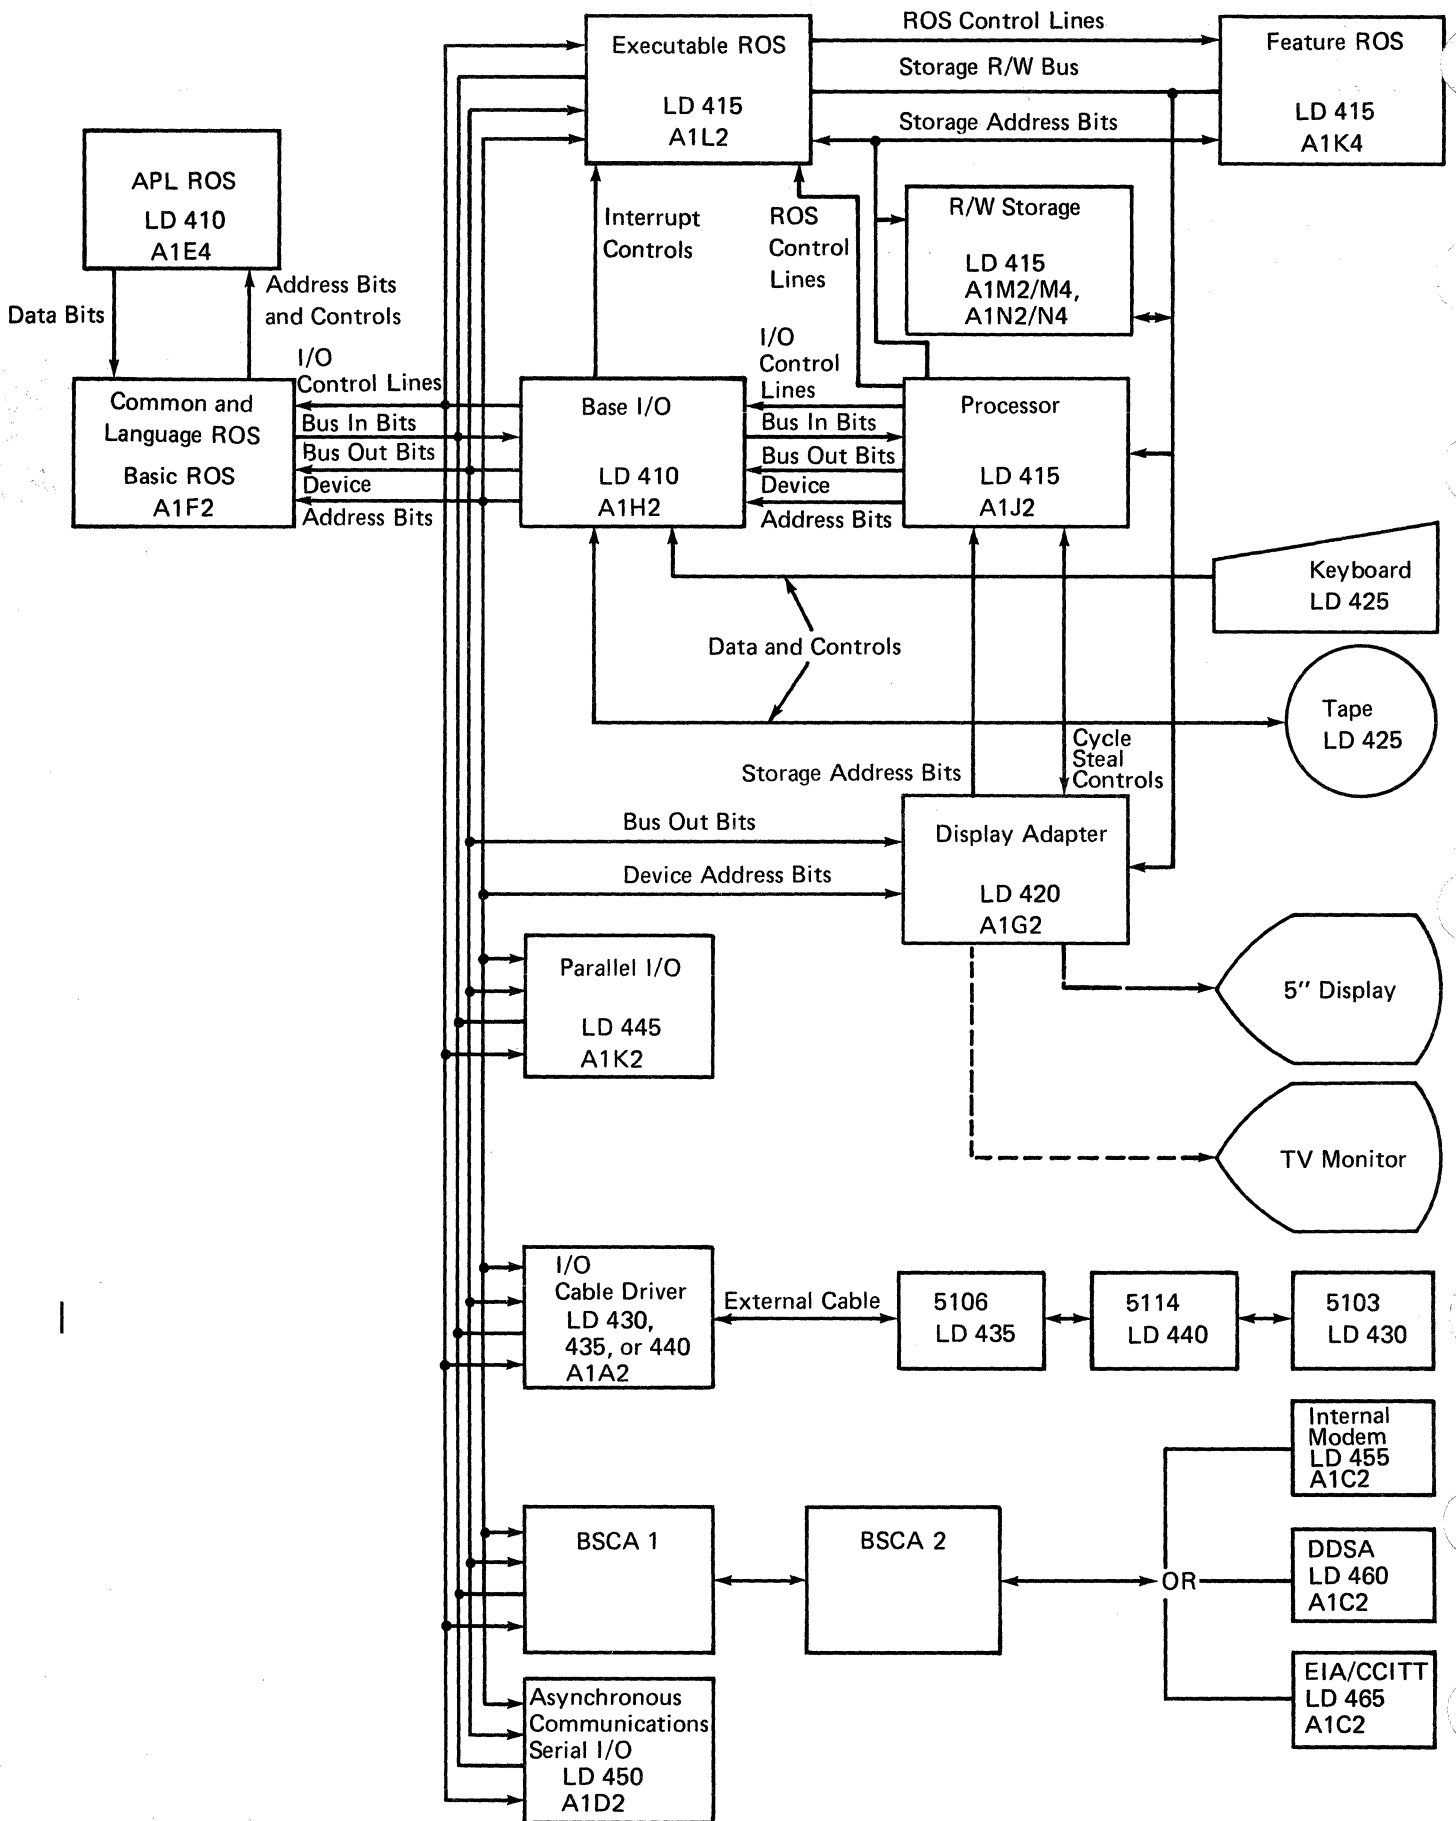 Executable ROS
LD 415
A1L2
ROS Control Lines
Storage R/W Bus
Storage Address Bits
Feature ROS
LD 415
A1K4
APL ROS
LD 410
A1E4
Data Bits
Address Bits
and Controls
Interrupt
Controls
ROS
Control
Lines
R/W Storage
LD 415
A1M2/M4,
A1N2/N4
Common and
Language ROS
Basic ROS
A1F2
I/O
Control Lines
Bus In Bits
Bus Out Bits
Device
Address Bits
Base I/O
LD 410
A1H2
I/O
Control
Lines
Bus In Bits
Bus Out Bits
Device
Address Bits
Processor
LD 415
A1J2
Keyboard
LD 425
Data and Controls
Tape
LD 425
Storage Address Bits
Cycle
Steal
Controls
Bus Out Bits
Device Address Bits
Display Adapter
LD 420
A1G2
Parallel I/O
LD 445
A1K2
5" Display
TV Monitor
I/O
Cable Driver
LD 430,
435, or 440
A1A2
External Cable
5106
LD 435
5114
LD 440
5103
LD 430
Internal
Modem
LD 455
A1C2
BSCA 1
BSCA 2
OR
DDSA
LD 460
A1C2
EIA/CCITT
LD 465
A1C2
Asynchronous
Communications
Serial I/O
LD 450
A1D2